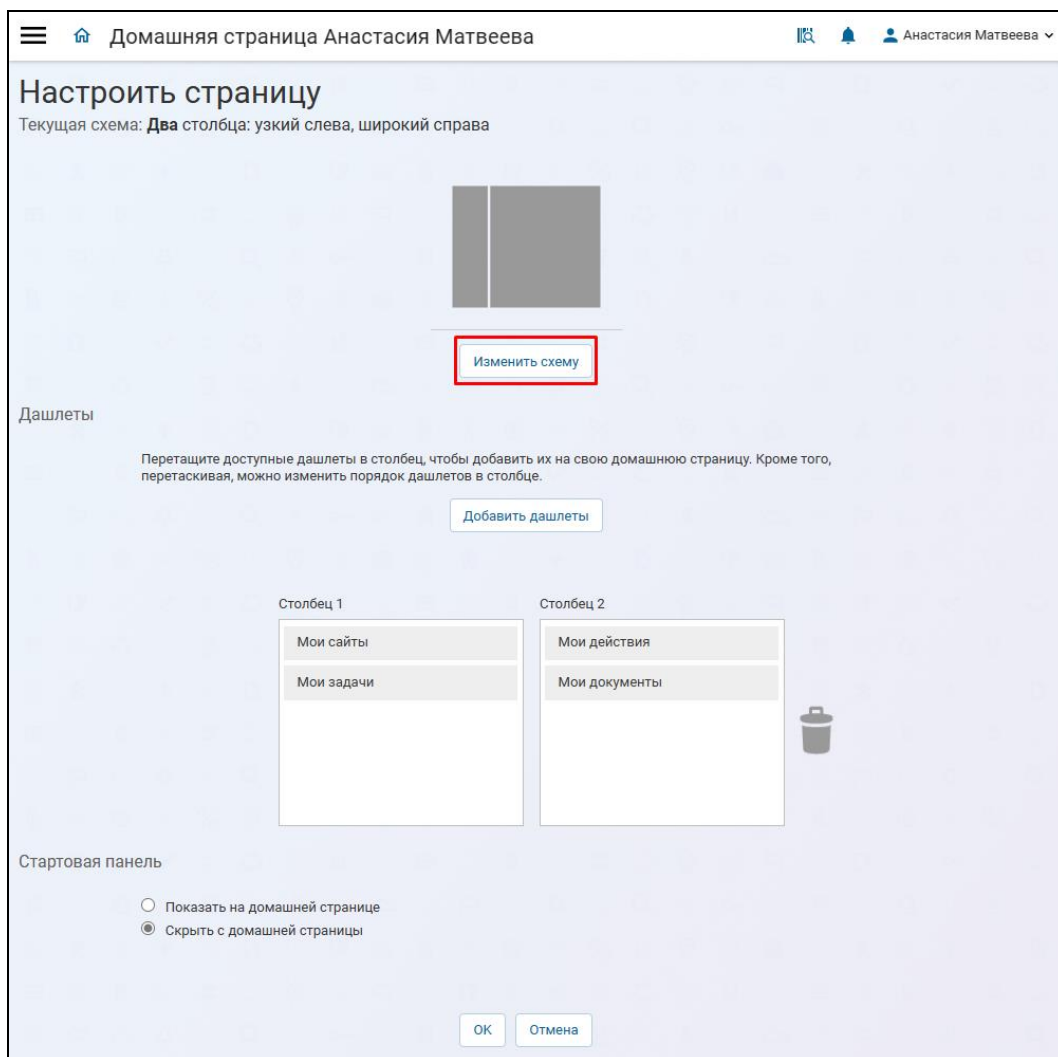 Домашняя страница Анастасия Матвеева
Анастасия Матвеева
Настроить страницу
Текущая схема: Два столбца: узкий слева, широкий справа
Изменить схему
Дашлеты
Перетащите доступные дашлеты в столбец, чтобы добавить их на свою домашнюю страницу. Кроме того,
перетаскивая, можно изменить порядок дашлетов в столбце.
Добавить дашлеты
Столбец 1
Столбец 2
Мои сайты
Мои действия
Мои задачи
Мои документы
Стартовая панель
Показать на домашней странице
Скрыть с домашней страницы
OK
Отмена